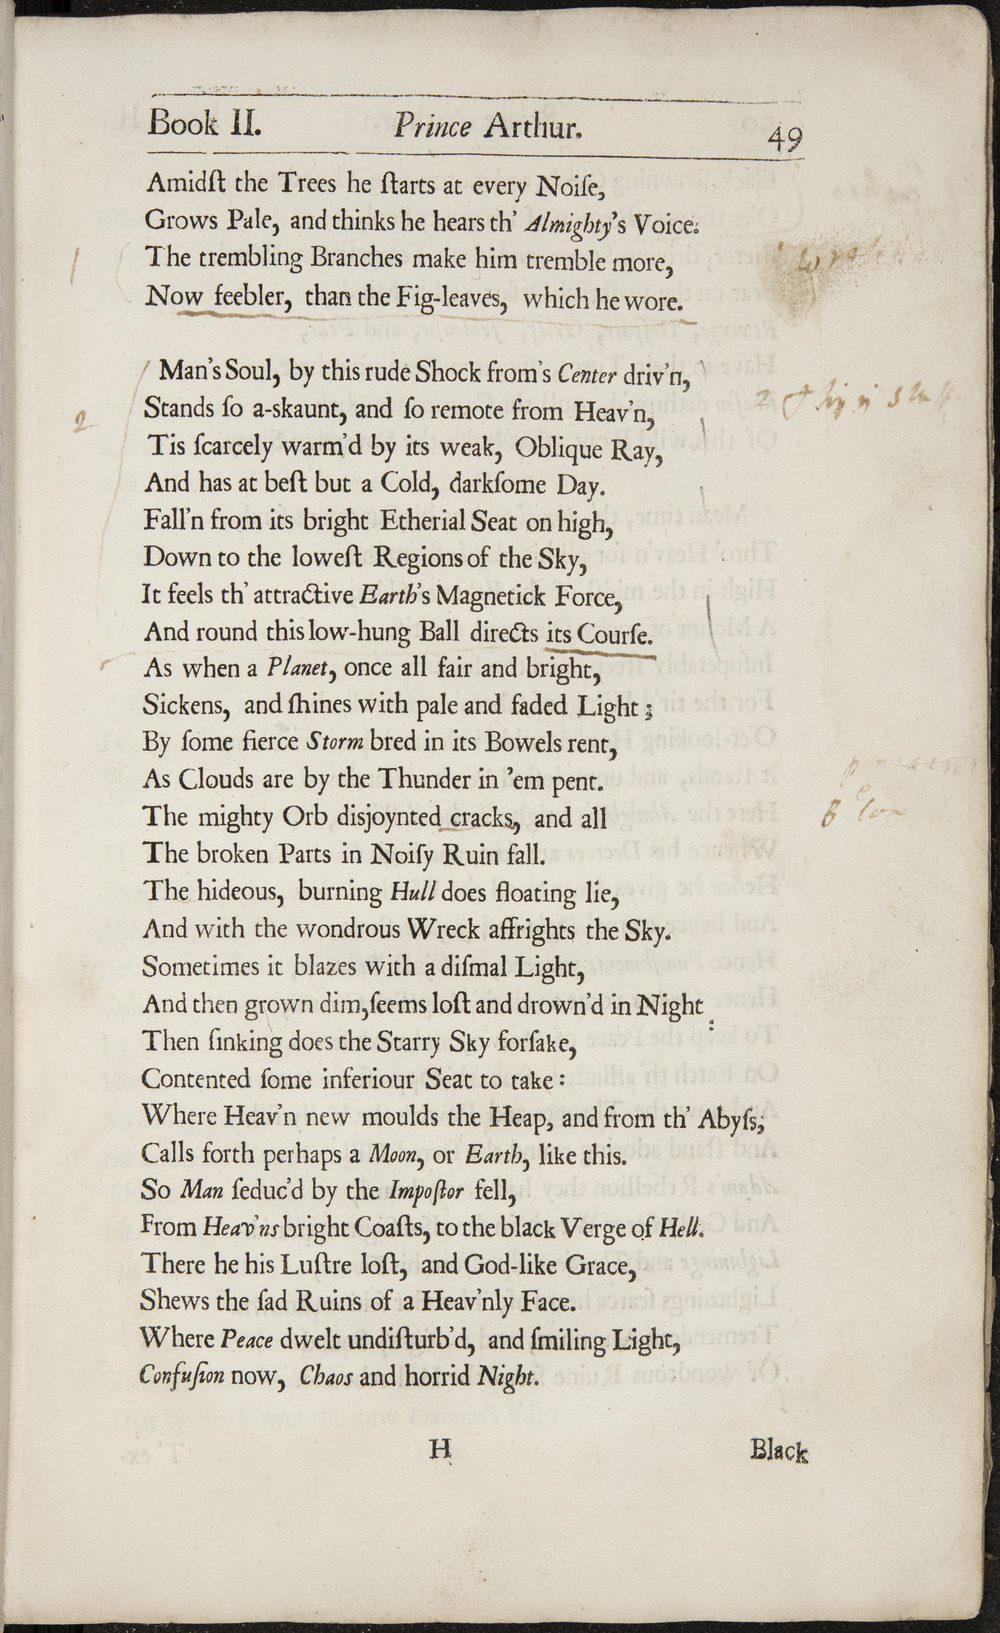 Book II. Prince Arthur. 49
Amidſt the Trees he ſtarts at every Noiſe,
Grows Pale, and thinks he hears th' Almighty's Voice:
1 The trembling Branches make him tremble more,
Now feebler, than the Fig-leaves, which he wore.
Man's Soul, by this rude Shock from's Center driv'n,
2 Stands ſo a-skaunt, and ſo remote from Heav'n, 2
Tis ſcarcely warm'd by its weak, Oblique Ray,
And has at beſt but a Cold, darkſome Day.
Fall'n from its bright Etherial Seat on high,
Down to the loweſt Regions of the Sky,
It feels th' attractive Earth's Magnetick Force,
And round this low-hung Ball directs its Courſe.
As when a Planet, once all fair and bright,
Sickens, and ſhines with pale and faded Light;
By ſome fierce Storm bred in its Bowels rent,
As Clouds are by the Thunder in 'em pent.
The mighty Orb disjoynted cracks, and all
The broken Parts in Noiſy Ruin fall.
The hideous, burning Hull does floating lie,
And with the wondrous Wreck affrights the Sky.
Sometimes it blazes with a diſmal Light,
And then grown dim, ſeems loſt and drown'd in Night:
Then ſinking does the Starry Sky forſake,
Contented ſome inferiour Seat to take:
Where Heav'n new moulds the Heap, and from th' Abyſs,
Calls forth perhaps a Moon, or Earth, like this.
So Man ſeduc'd by the Impoſtor fell,
From Heav'ns bright Coaſts, to the black Verge of Hell.
There he his Luſtre loſt, and God-like Grace,
Shews the ſad Ruins of a Heav'nly Face.
Where Peace dwelt undiſturb'd, and ſmiling Light,
Confuſion now, Chaos and horrid Night.
H Black